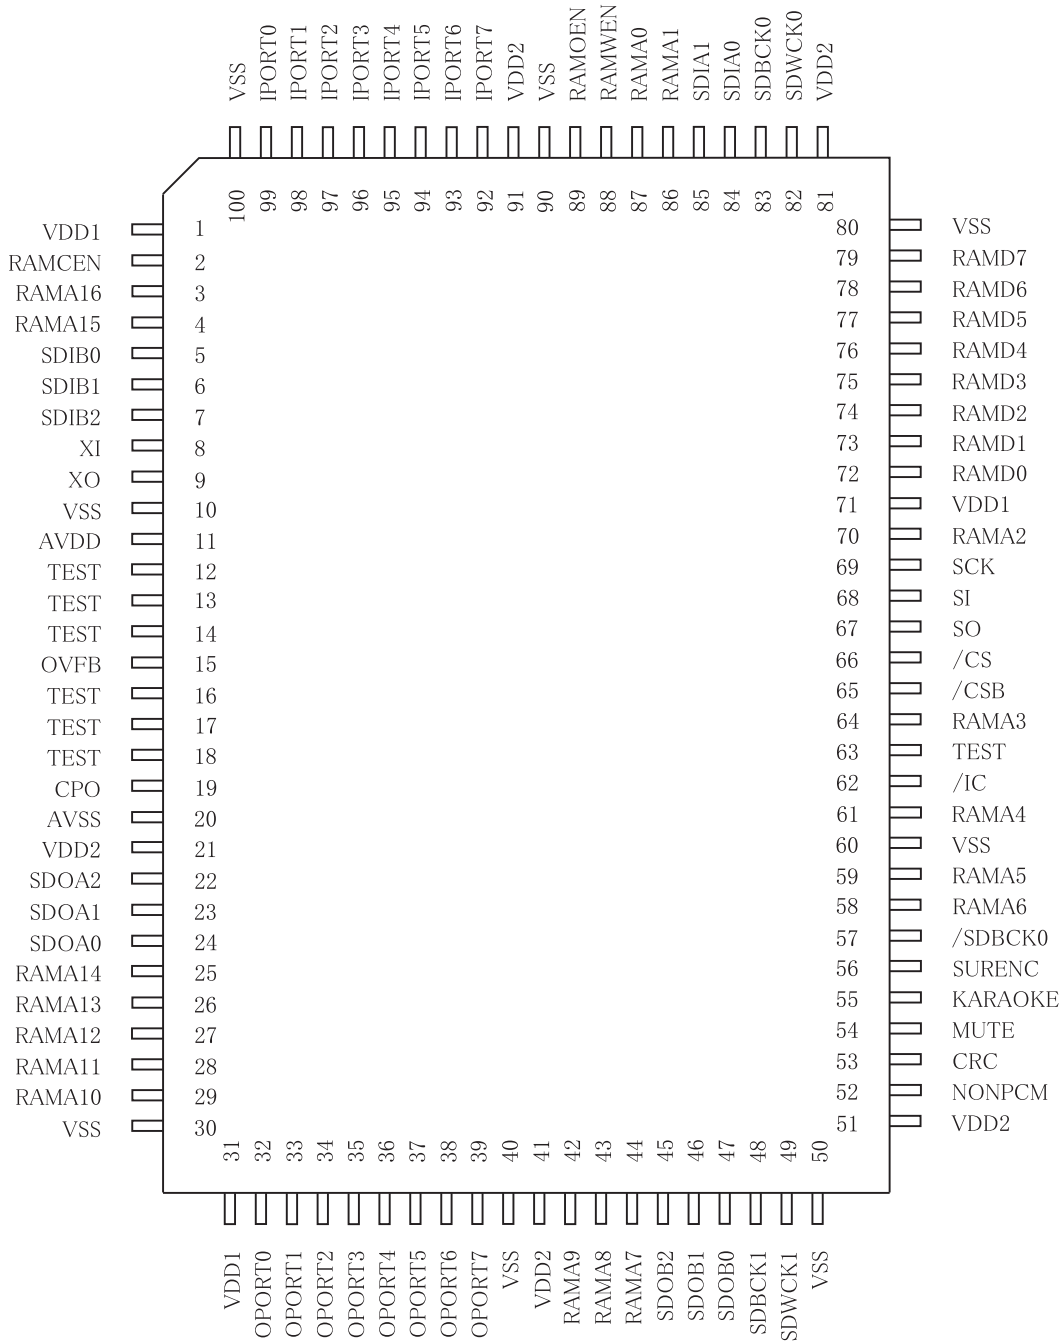 VSS IPORT0 IPORT1 IPORT2 IPORT3 IPORT4 IPORT5 IPORT6 IPORT7 VDD2 VSS RAMOEN RAMWEN RAMA0 RAMA1 SDIA1 SDIA0 SDBCK0 SDWCK0 VDD2
100 99 98 97 96 95 94 93 92 91 90 89 88 87 86 85 84 83 82 81
VDD1 1 80 VSS
RAMCEN 2 79 RAMD7
RAMA16 3 78 RAMD6
RAMA15 4 77 RAMD5
SDIB0 5 76 RAMD4
SDIB1 6 75 RAMD3
SDIB2 7 74 RAMD2
XI 8 73 RAMD1
XO 9 72 RAMD0
VSS 10 71 VDD1
AVDD 11 70 RAMA2
TEST 12 69 SCK
TEST 13 68 SI
TEST 14 67 SO
OVFB 15 66 /CS
TEST 16 65 /CSB
TEST 17 64 RAMA3
TEST 18 63 TEST
CPO 19 62 /IC
AVSS 20 61 RAMA4
VDD2 21 60 VSS
SDOA2 22 59 RAMA5
SDOA1 23 58 RAMA6
SDOA0 24 57 /SDBCK0
RAMA14 25 56 SURENC
RAMA13 26 55 KARAOKE
RAMA12 27 54 MUTE
RAMA11 28 53 CRC
RAMA10 29 52 NONPCM
VSS 30 51 VDD2
31 32 33 34 35 36 37 38 39 40 41 42 43 44 45 46 47 48 49 50
VDD1 OPORT0 OPORT1 OPORT2 OPORT3 OPORT4 OPORT5 OPORT6 OPORT7 VSS VDD2 RAMA9 RAMA8 RAMA7 SDOB2 SDOB1 SDOB0 SDBCK1 SDWCK1 VSS